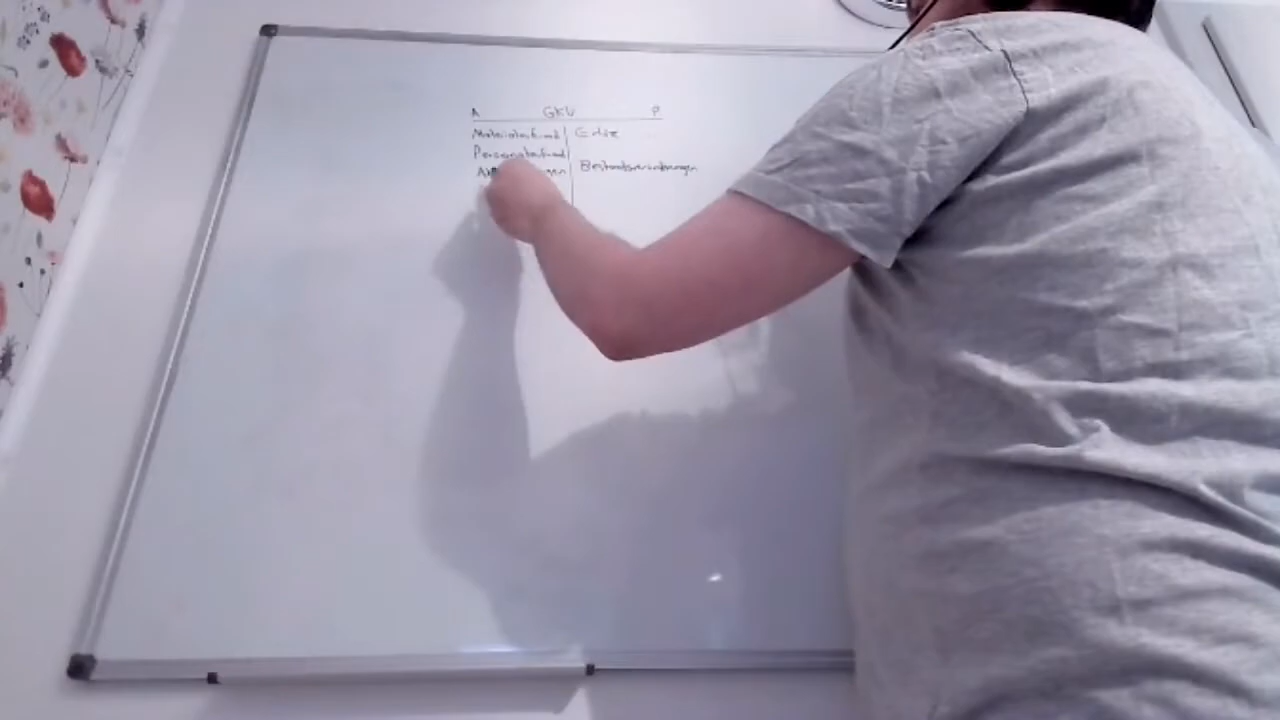 A GKV P
Materialaufwand Erlöse
Personalaufwand
Bestandsveränderungen